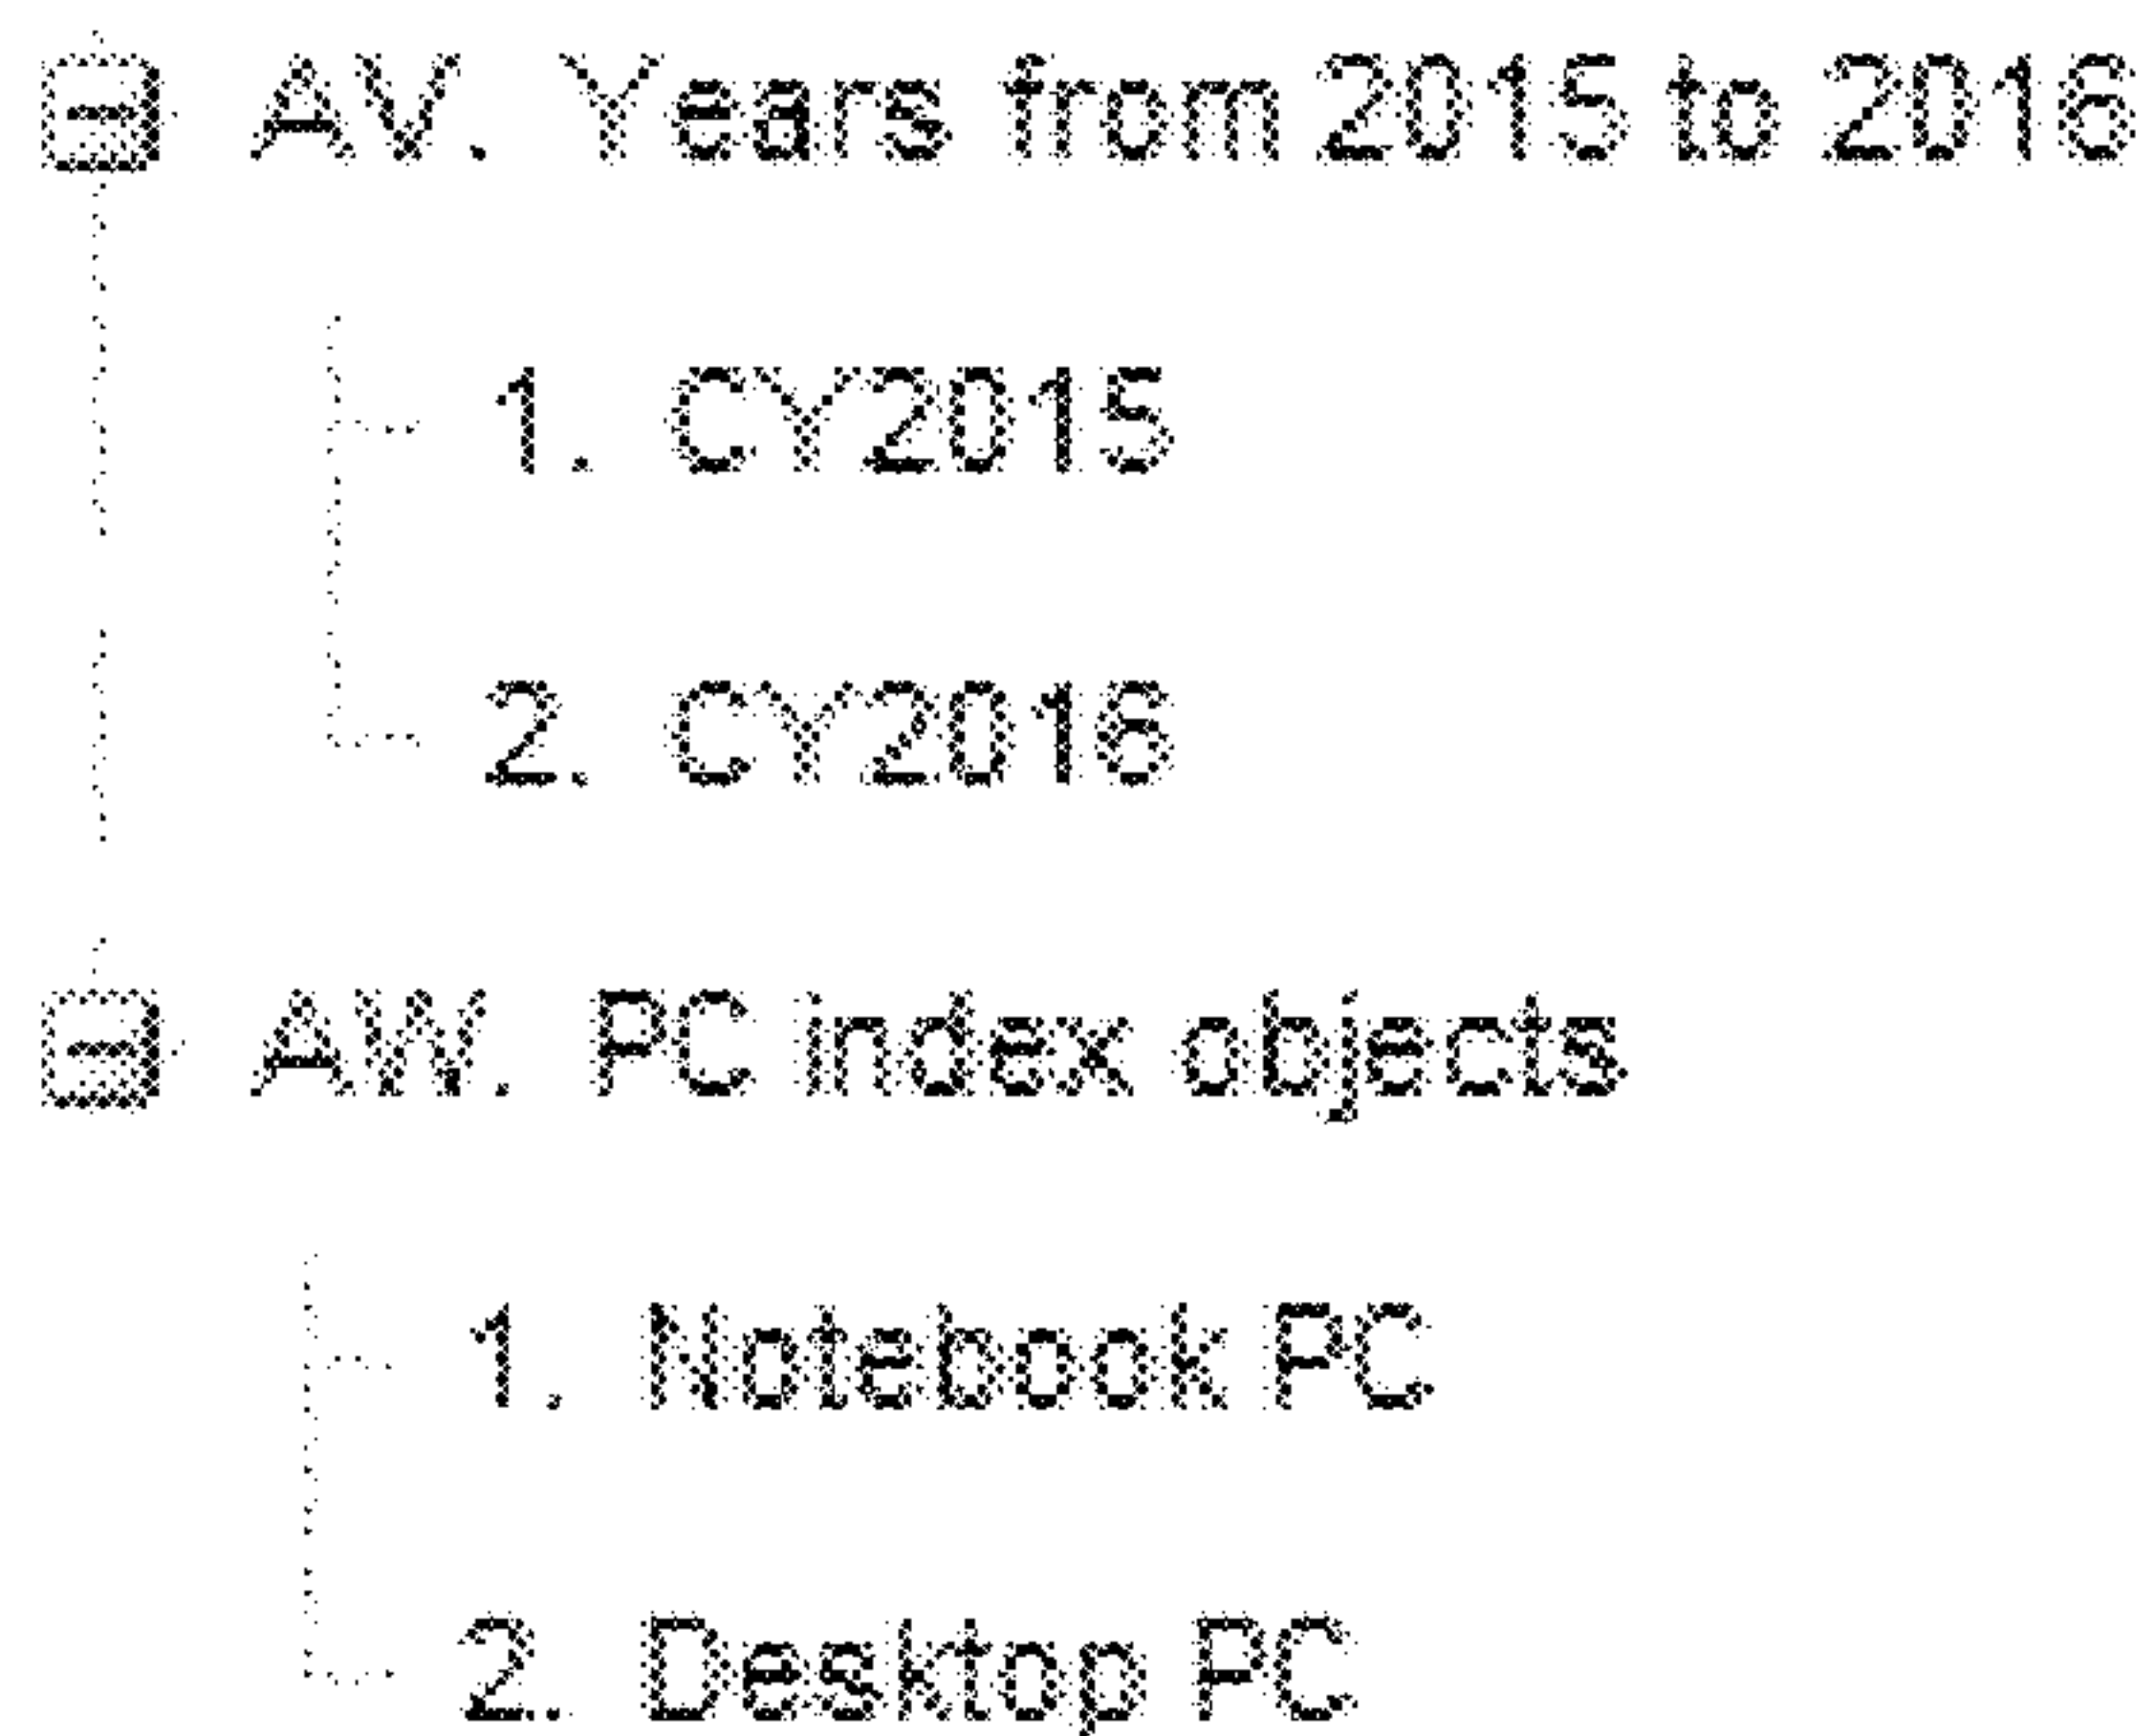 AV. Years from 2015 to 2016
1. CY2015
2. CY2016
AW. PC index objects
1. Notebook PC
2. Desktop PC